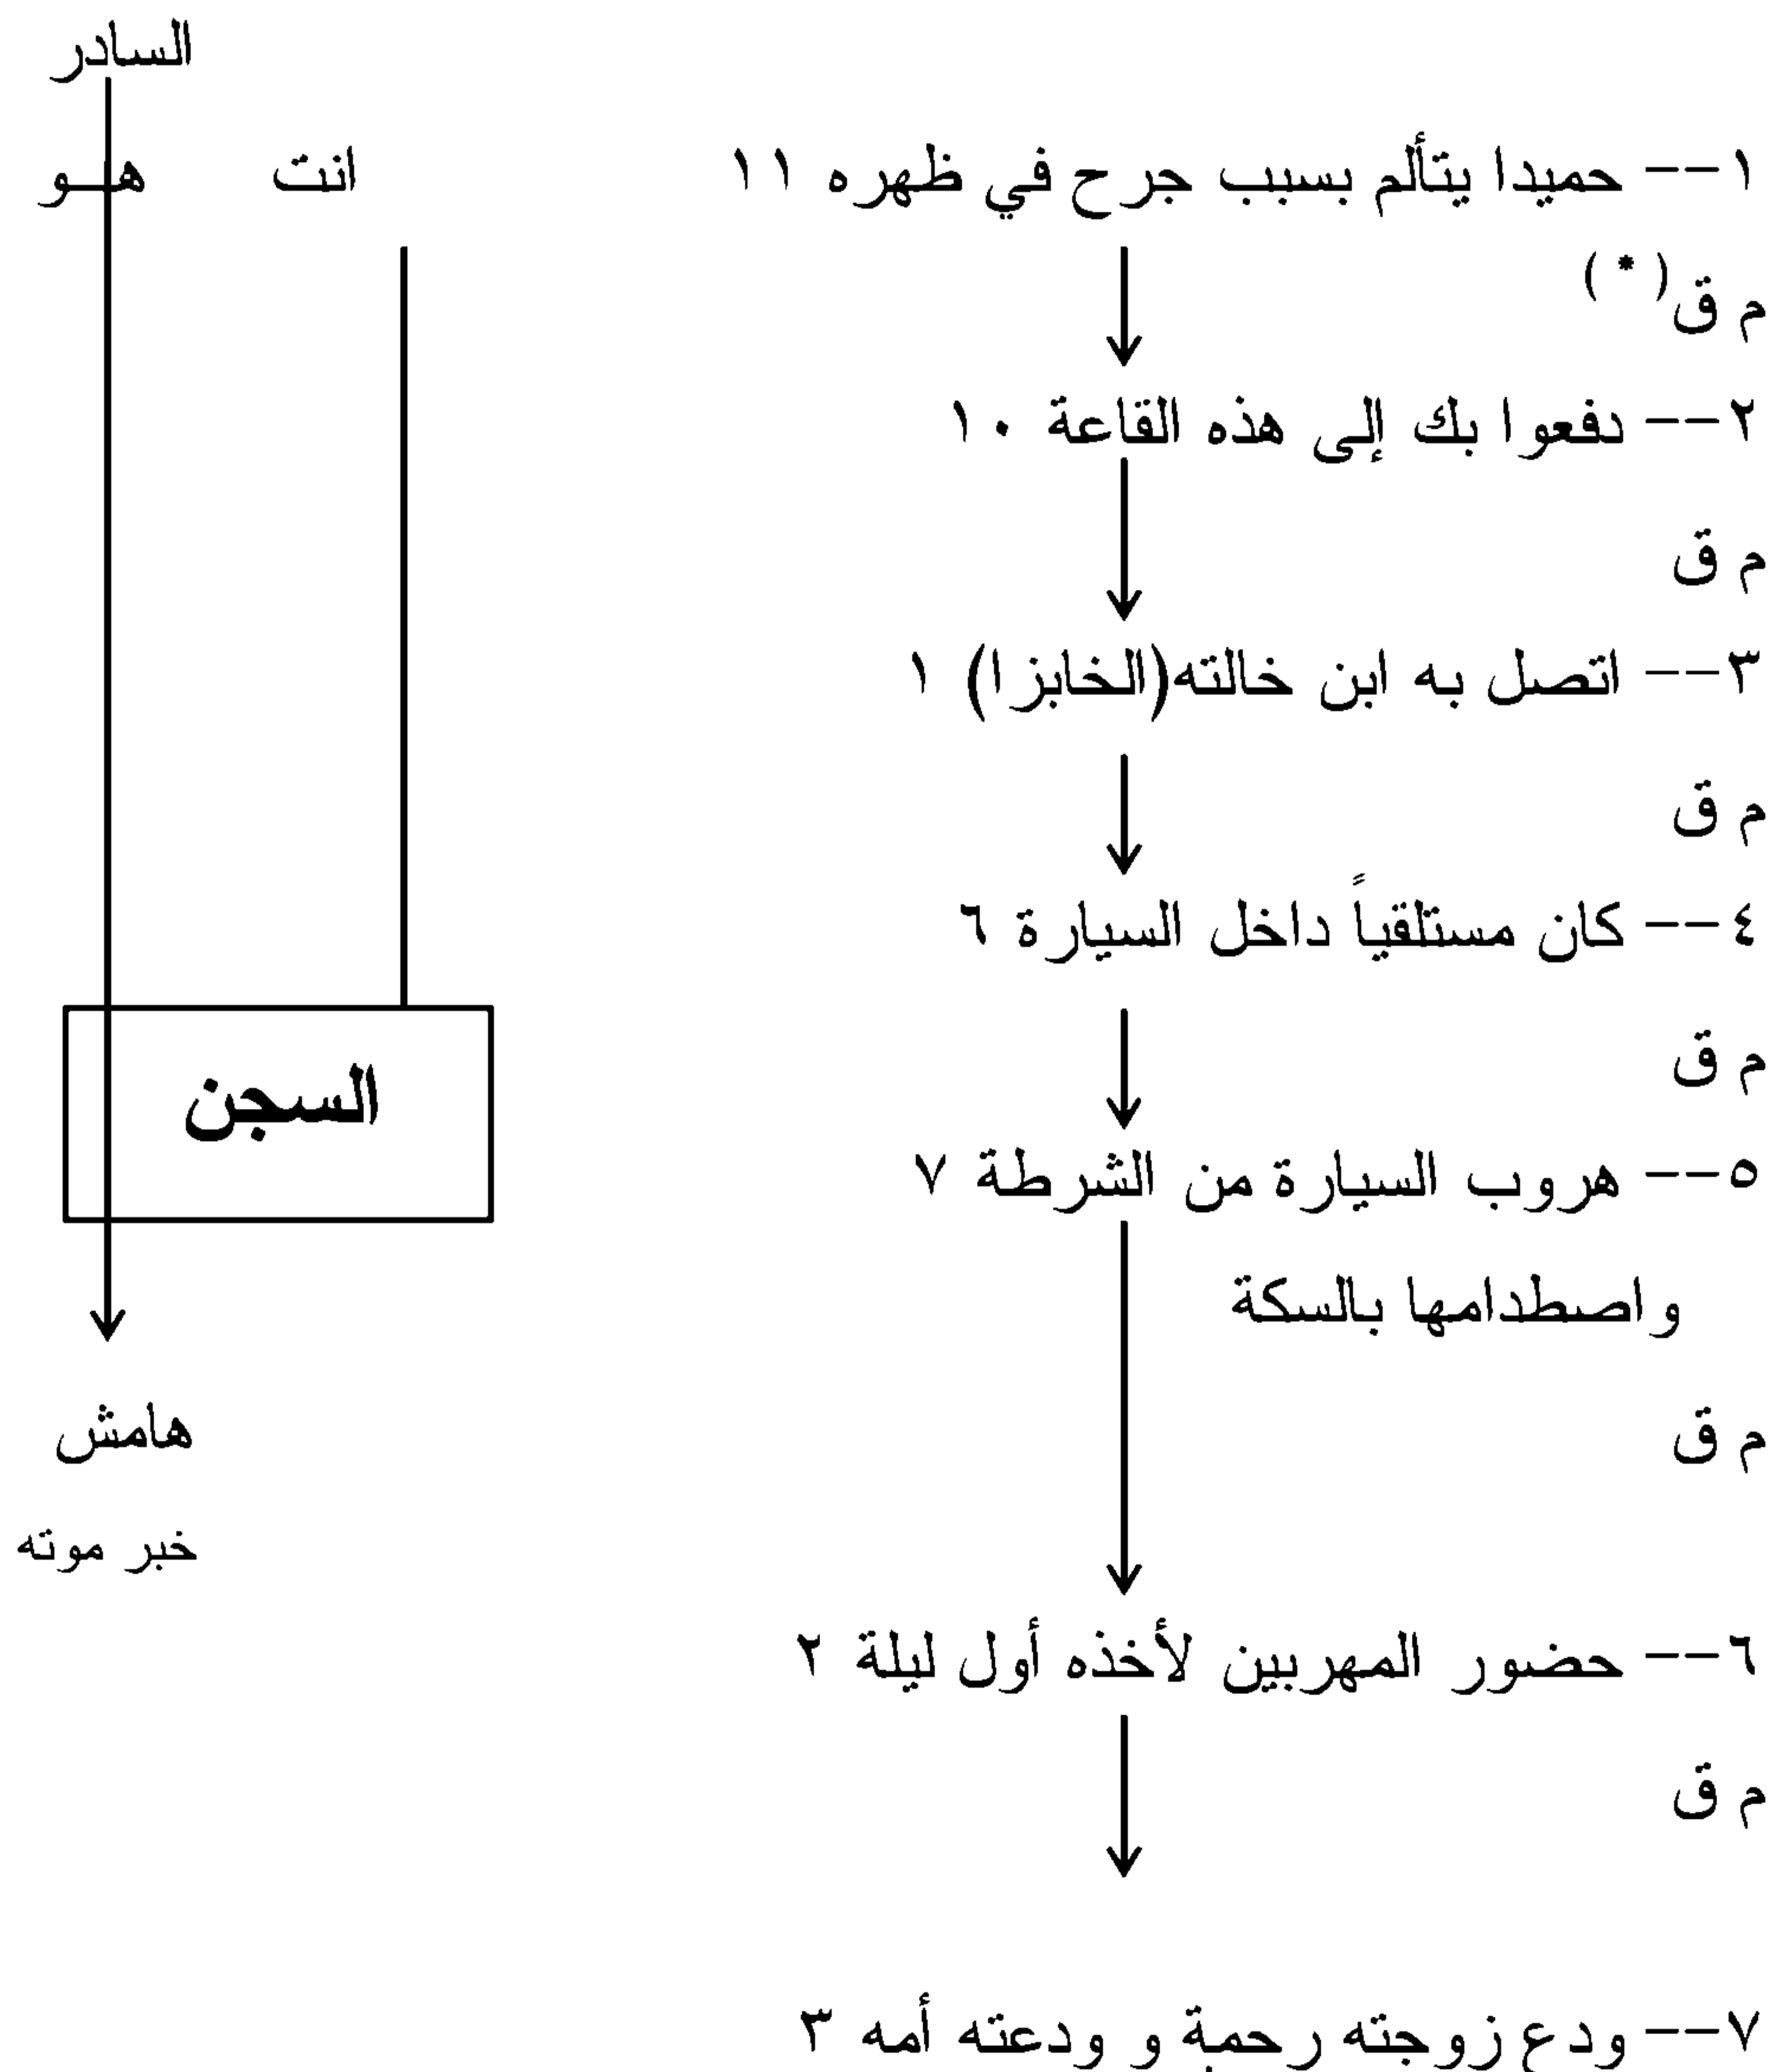 السادر
١-- حميدا يتألم بسبب جرح في ظهره ١١
انت
هو
م ق(*)
٢-- دفعوا بك إلى هذه القاعة ١٠
م ق
٣-- اتصل به ابن خالته(الخابزا) ١
م ق
٤-- كان مستلقياً داخل السيارة ٦
م ق
السجن
٥-- هروب السيارة من الشرطة ٧
واصطدامها بالسكة
هامش
م ق
خبر موته
٦-- حضور المهربين لأخذه أول ليلة ٢
م ق
٧-- ودع زوجته رحمة و ودعته أمه ٣